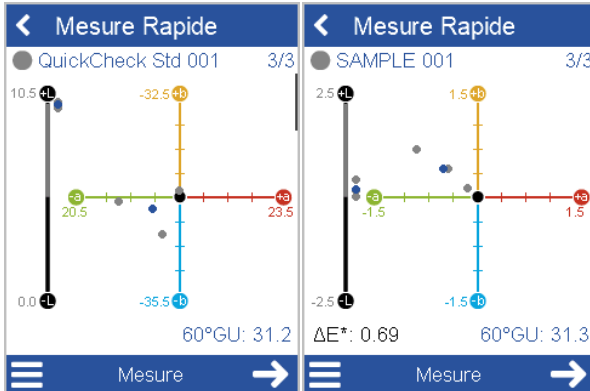 Mesure Rapide
QuickCheck Std 001 3/3
10.5 +L -32.5 +b
-a +a
20.5 23.5
0.0 -L -35.5 -b
60°GU: 31.2
Mesure
Mesure Rapide
SAMPLE 001 3/3
2.5 +L 1.5 +b
-a +a
-1.5 1.5
-2.5 -L -1.5 -b
ΔE*: 0.69 60°GU: 31.3
Mesure